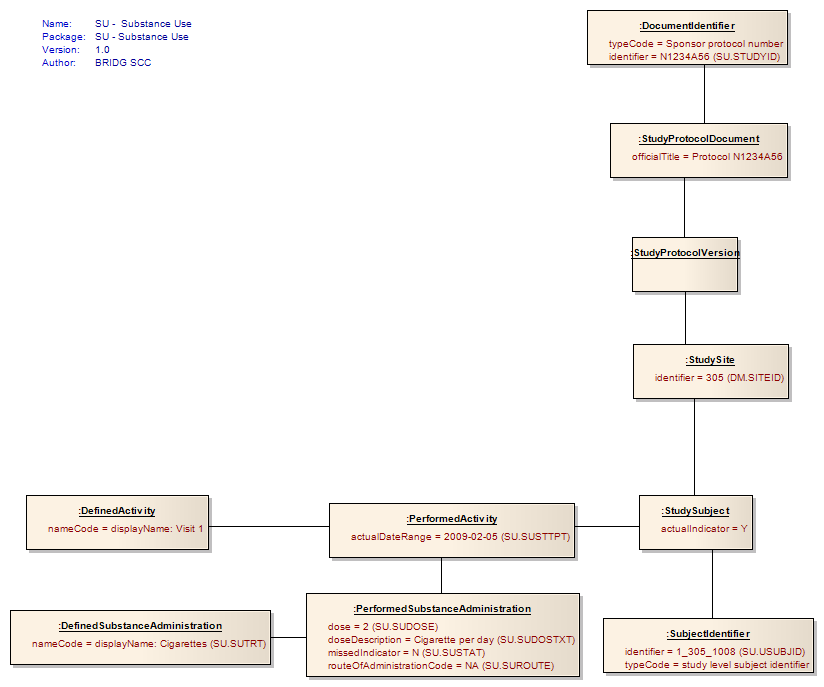 Name: SU - Substance Use
Package: SU - Substance Use
Version: 1.0
Author: BRIDG SCC
:DocumentIdentifier
typeCode = Sponsor protocol number
identifier = N1234A56 (SU.STUDYID)
:StudyProtocolDocument
officialTitle = Protocol N1234A56
:StudyProtocolVersion
:StudySite
identifier = 305 (DM.SITEID)
:DefinedActivity
nameCode = displayName: Visit 1
:PerformedActivity
actualDateRange = 2009-02-05 (SU.SUSTTPT)
:StudySubject
actualIndicator = Y
:DefinedSubstanceAdministration
nameCode = displayName: Cigarettes (SU.SUTRT)
:PerformedSubstanceAdministration
dose = 2 (SU.SUDOSE)
doseDescription = Cigarette per day (SU.SUDOSTXT)
missedIndicator = N (SU.SUSTAT)
routeOfAdministrationCode = NA (SU.SUROUTE)
:SubjectIdentifier
identifier = 1_305_1008 (SU.USUBJID)
typeCode = study level subject identifier